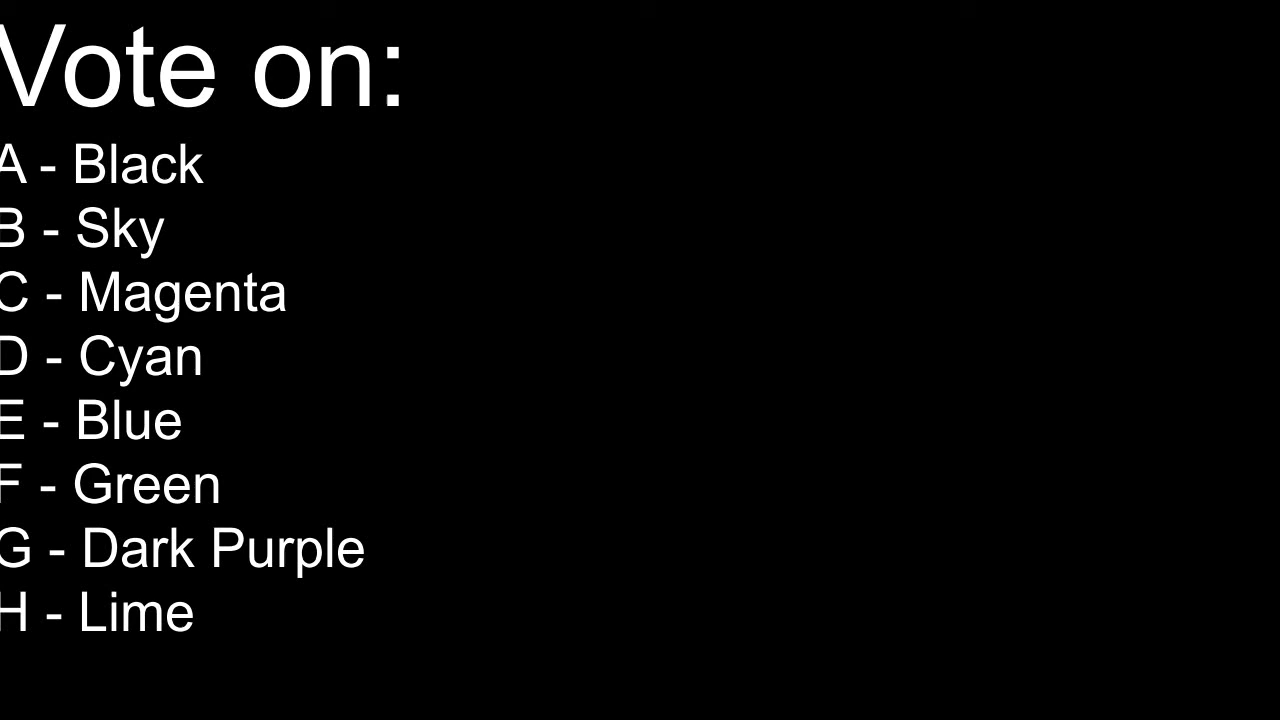 Vote on:
A - Black
B - Sky
C - Magenta
D - Cyan
E - Blue
F - Green
G - Dark Purple
H - Lime